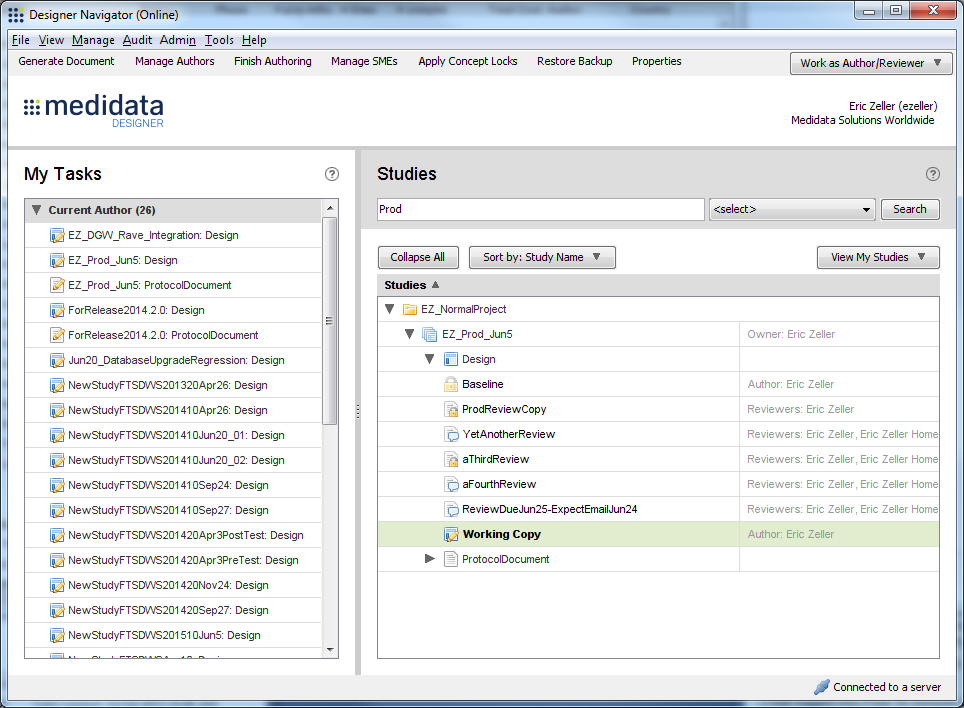 Designer Navigator (Online)
File View Manage Audit Admin Tools Help
Generate Document Manage Authors Finish Authoring Manage SMEs Apply Concept Locks Restore Backup Properties Work as Author/Reviewer
medidata
DESIGNER
Eric Zeller (ezeller)
Medidata Solutions Worldwide
My Tasks
Current Author (26)
EZ_DGW_Rave_Integration: Design
EZ_Prod_Jun5: Design
EZ_Prod_Jun5: ProtocolDocument
ForRelease2014.2.0: Design
ForRelease2014.2.0: ProtocolDocument
Jun20_DatabaseUpgradeRegression: Design
NewStudyFTSDWS201320Apr26: Design
NewStudyFTSDWS201410Apr26: Design
NewStudyFTSDWS201410Jun20_01: Design
NewStudyFTSDWS201410Jun20_02: Design
NewStudyFTSDWS201410Sep24: Design
NewStudyFTSDWS201410Sep27: Design
NewStudyFTSDWS201420Apr3PostTest: Design
NewStudyFTSDWS201420Apr3PreTest: Design
NewStudyFTSDWS201420Nov24: Design
NewStudyFTSDWS201420Sep27: Design
NewStudyFTSDWS201510Jun5: Design
Studies
Prod <select> Search
Collapse All Sort by: Study Name View My Studies
Studies
EZ_NormalProject
EZ_Prod_Jun5 Owner: Eric Zeller
Design
Baseline Author: Eric Zeller
ProdReviewCopy Reviewers: Eric Zeller
YetAnotherReview Reviewers: Eric Zeller, Eric Zeller Home
aThirdReview Reviewers: Eric Zeller, Eric Zeller Home
aFourthReview Reviewers: Eric Zeller, Eric Zeller Home
ReviewDueJun25-ExpectEmailJun24 Reviewers: Eric Zeller, Eric Zeller Home
Working Copy Author: Eric Zeller
ProtocolDocument
Connected to a server